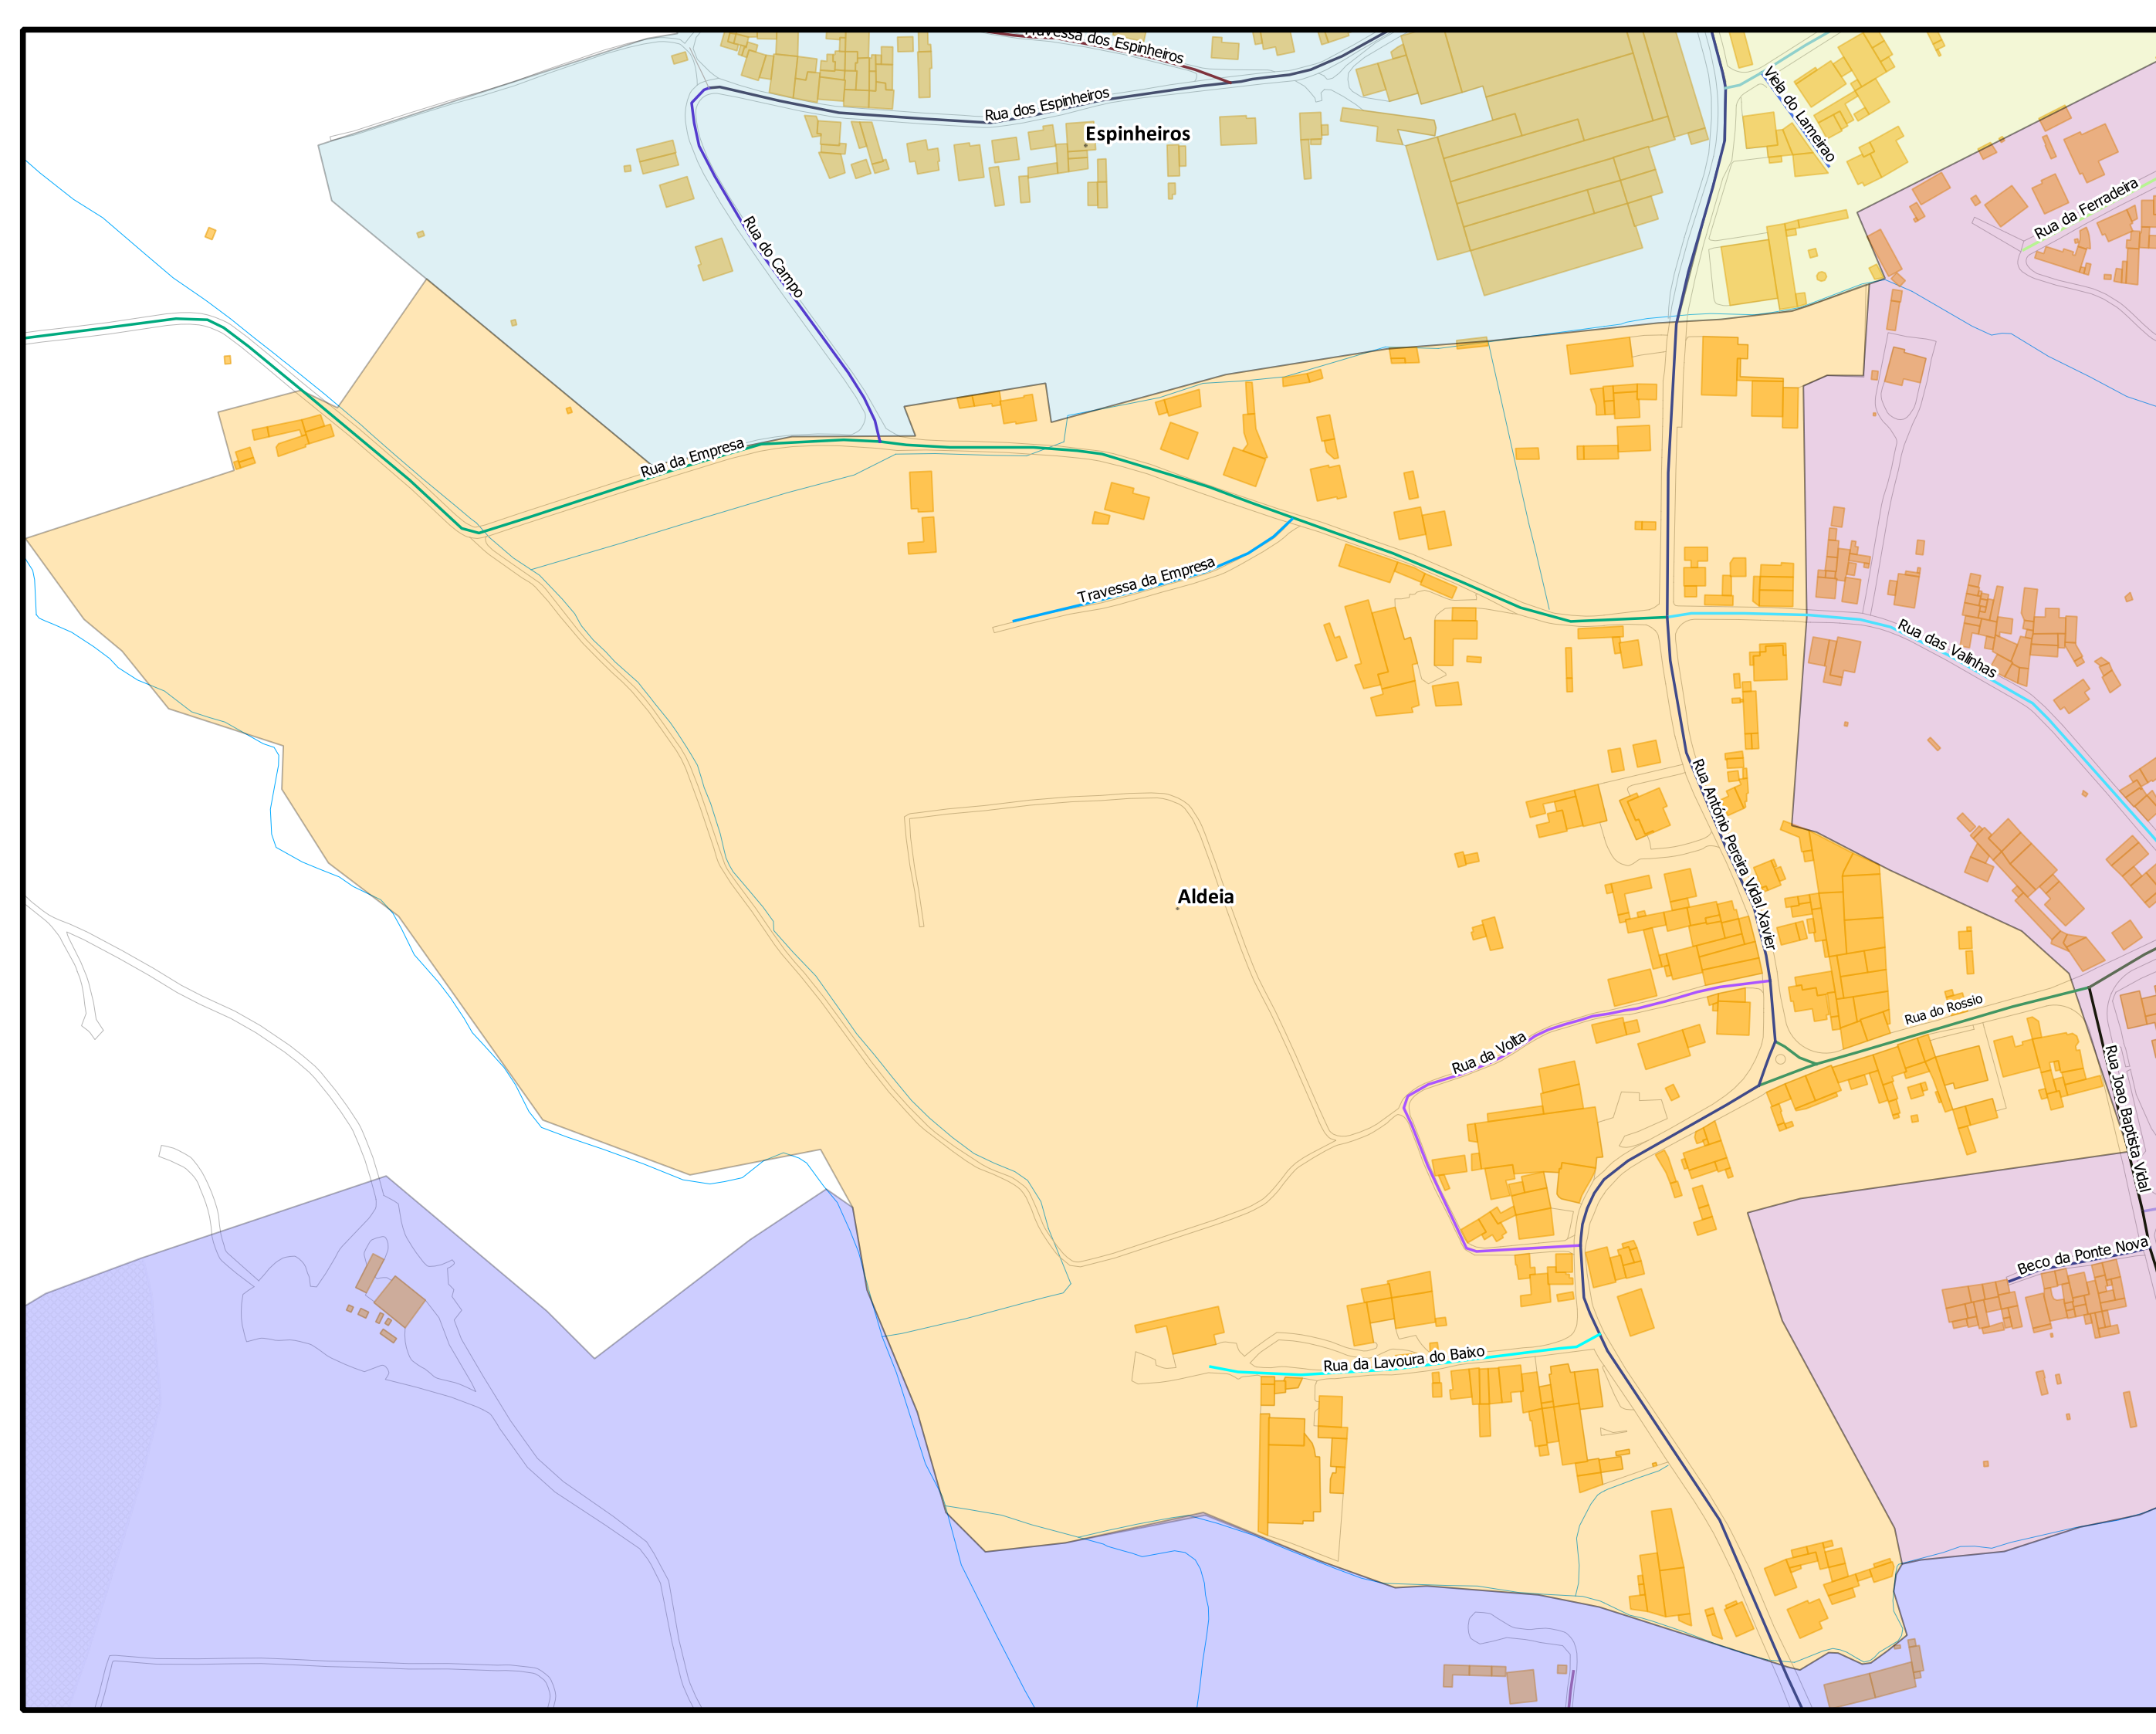 Travessa dos Espinheiros
Rua dos Espinheiros
Espinheiros
Viela do Lameirao
Rua da Ferradeira
Rua do Campo
Rua da Empresa
Travessa da Empresa
Rua das Valinhas
Rua António Pereira Vidal Xavier
Aldeia
Rua do Rossio
Rua da Volta
Rua Joao Baptista Vidal
Beco da Ponte Nova
Rua da Lavoura do Baixo